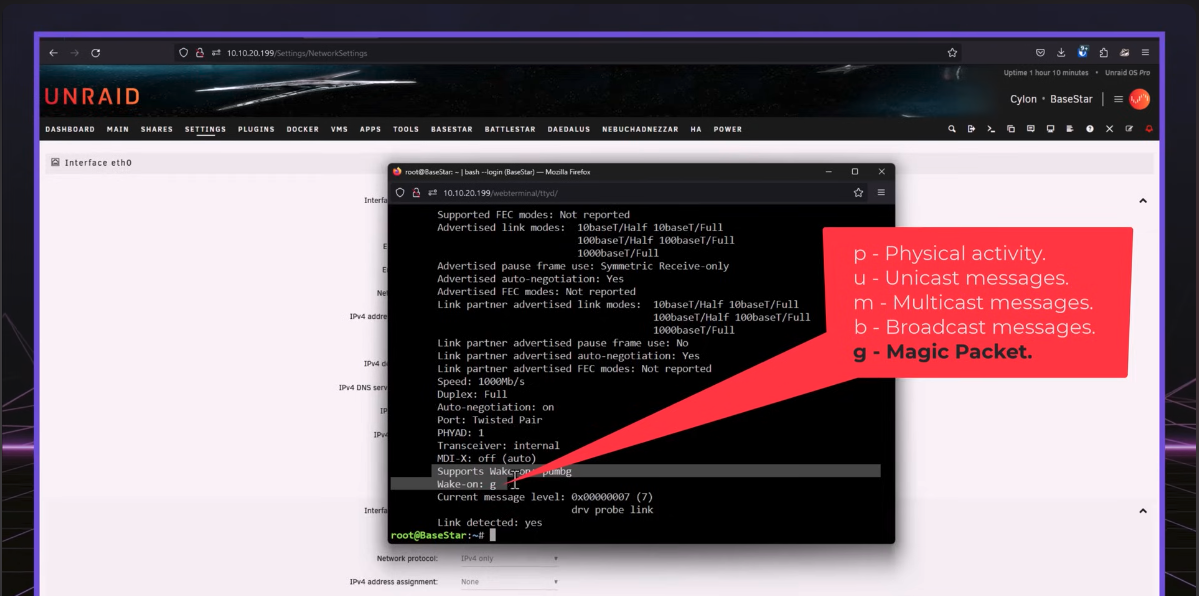 10.10.20.199/Settings/NetworkSettings
Uptime 1 hour 10 minutes • Unraid OS Pro
UNRAID
Cylon • BaseStar
DASHBOARD MAIN SHARES SETTINGS PLUGINS DOCKER VMS APPS TOOLS BASESTAR BATTLESTAR DAEDALUS NEBUCHADNEZZAR HA POWER
Interface eth0
root@BaseStar: ~ | bash --login (BaseStar) — Mozilla Firefox
10.10.20.199/webterminal/ttyd/
Supported FEC modes: Not reported
Advertised link modes: 10baseT/Half 10baseT/Full
100baseT/Half 100baseT/Full
1000baseT/Full
Advertised pause frame use: Symmetric Receive-only
Advertised auto-negotiation: Yes
Advertised FEC modes: Not reported
Link partner advertised link modes: 10baseT/Half 10baseT/Full
100baseT/Half 100baseT/Full
1000baseT/Full
Link partner advertised pause frame use: No
Link partner advertised auto-negotiation: Yes
Link partner advertised FEC modes: Not reported
Speed: 1000Mb/s
Duplex: Full
Auto-negotiation: on
Port: Twisted Pair
PHYAD: 1
Transceiver: internal
MDI-X: off (auto)
Supports Wake-on: pumbg
Wake-on: g
Current message level: 0x00000007 (7)
drv probe link
Link detected: yes
root@BaseStar:~#
p - Physical activity.
u - Unicast messages.
m - Multicast messages.
b - Broadcast messages.
g - Magic Packet.
Interfa
Net
IPv4 addre
IPv4 d
IPv4 DNS serv
IP
IPv
Interfa
Network protocol: IPv4 only
IPv4 address assignment: None